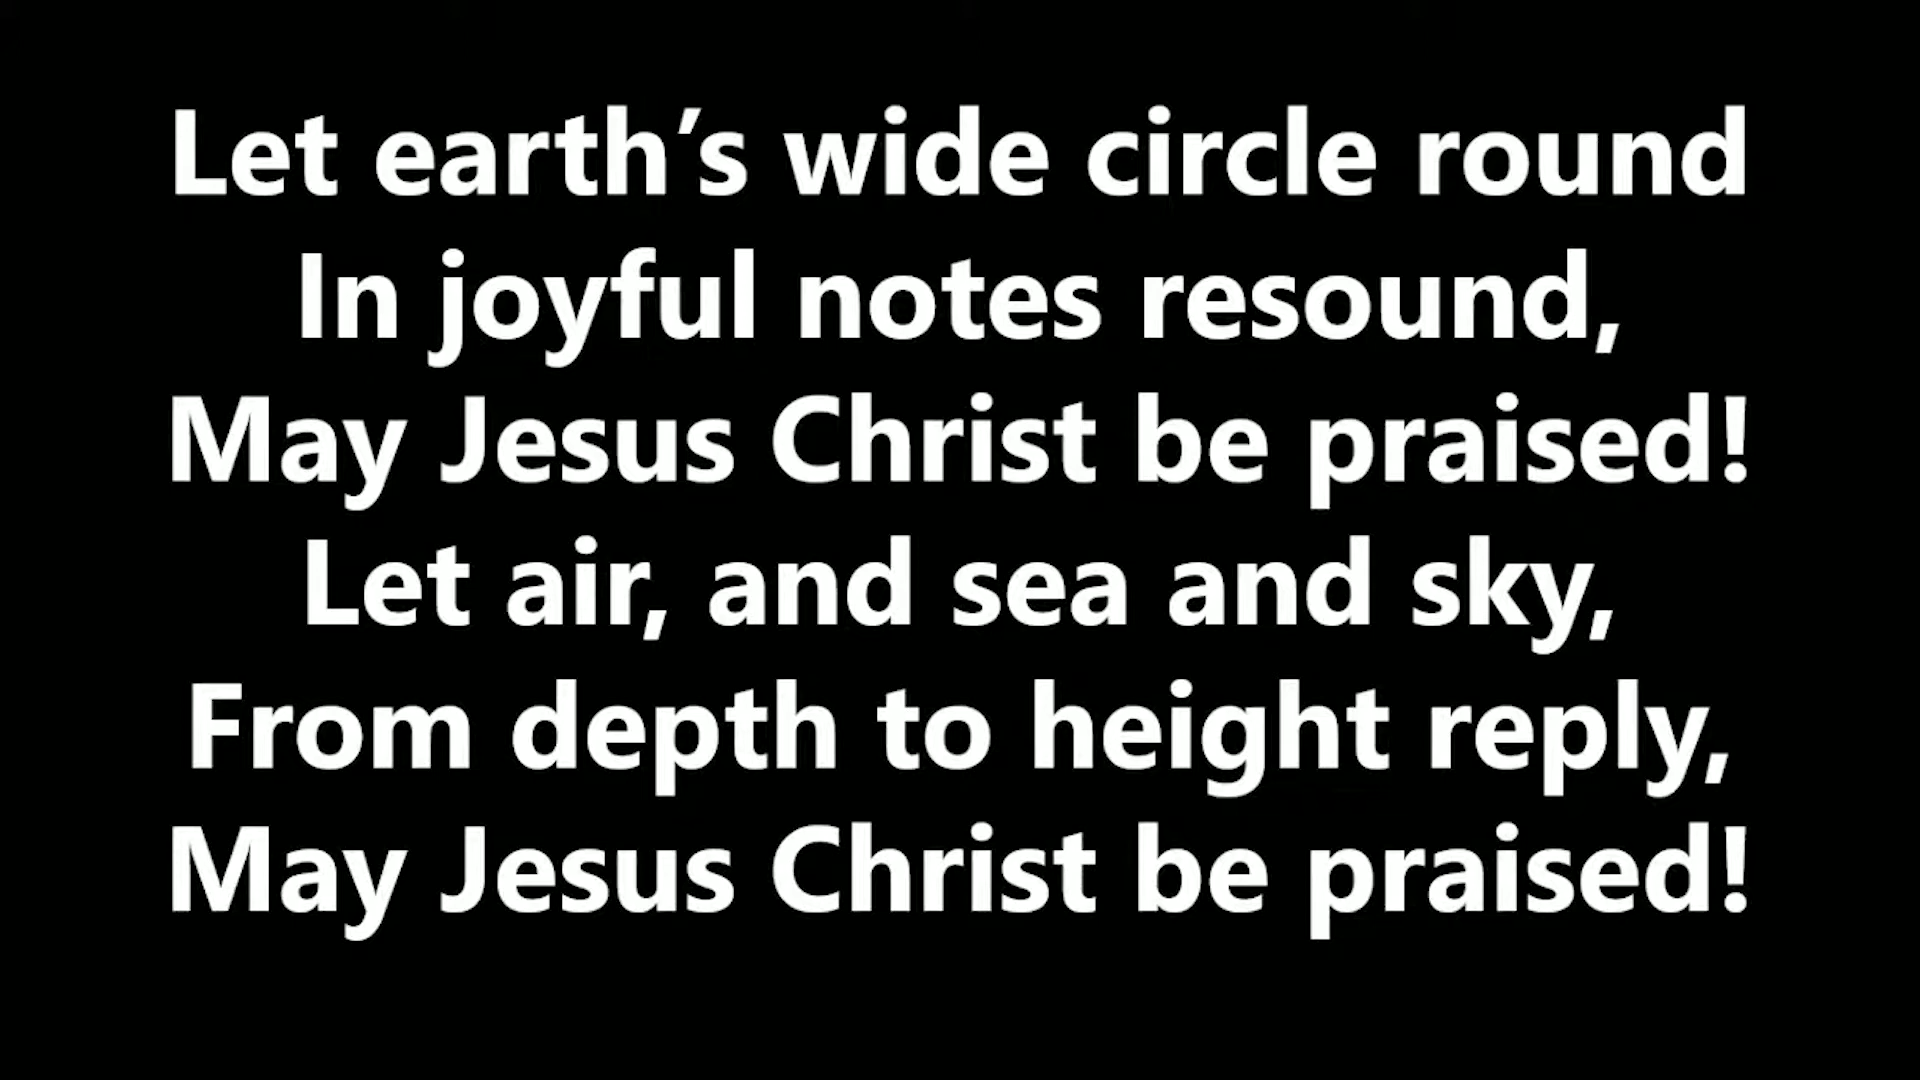 Let earth’s wide circle round
In joyful notes resound,
May Jesus Christ be praised!
Let air, and sea and sky,
From depth to height reply,
May Jesus Christ be praised!